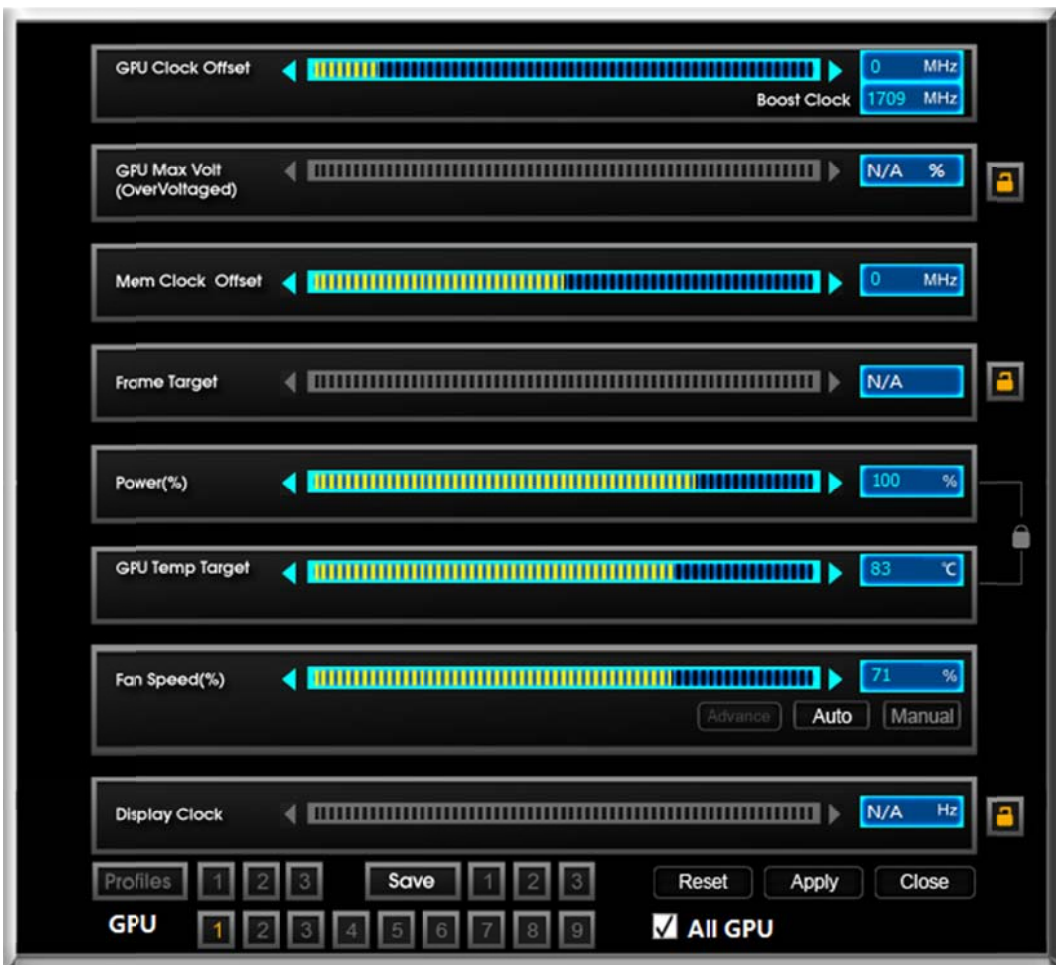 GPU Clock Offset 0 MHz
Boost Clock 1709 MHz
GPU Max Volt N/A %
(OverVoltaged)
Mem Clock Offset 0 MHz
Frame Target N/A
Power(%) 100 %
GPU Temp Target 83 ℃
Fan Speed(%) 71 %
Advance Auto Manual
Display Clock N/A Hz
Profiles 1 2 3 Save 1 2 3 Reset Apply Close
GPU 1 2 3 4 5 6 7 8 9 All GPU